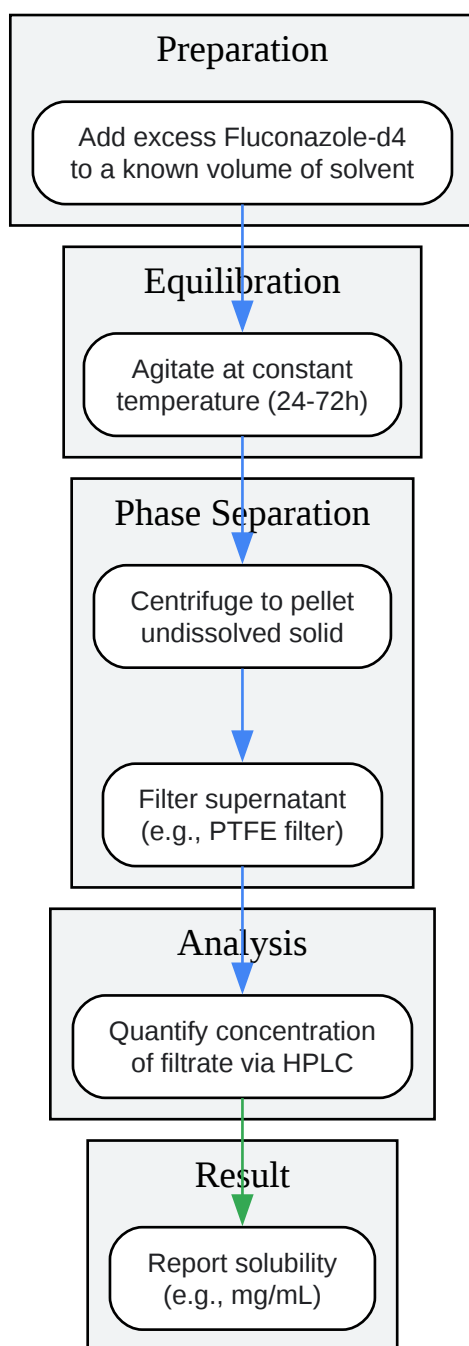 Preparation
Add excess Fluconazole-d4
to a known volume of solvent
Equilibration
Agitate at constant
temperature (24-72h)
Phase Separation
Centrifuge to pellet
undissolved solid
Filter supernatant
(e.g., PTFE filter)
Analysis
Quantify concentration
of filtrate via HPLC
Result
Report solubility
(e.g., mg/mL)